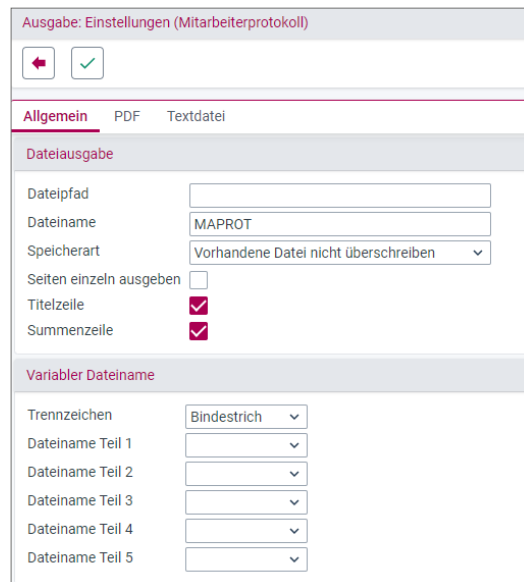 Ausgabe: Einstellungen (Mitarbeiterprotokoll)
Allgemein PDF Textdatei
Dateiausgabe
Dateipfad
Dateiname MAPROT
Speicherart Vorhandene Datei nicht überschreiben
Seiten einzeln ausgeben
Titelzeile
Summenzeile
Variabler Dateiname
Trennzeichen Bindestrich
Dateiname Teil 1
Dateiname Teil 2
Dateiname Teil 3
Dateiname Teil 4
Dateiname Teil 5